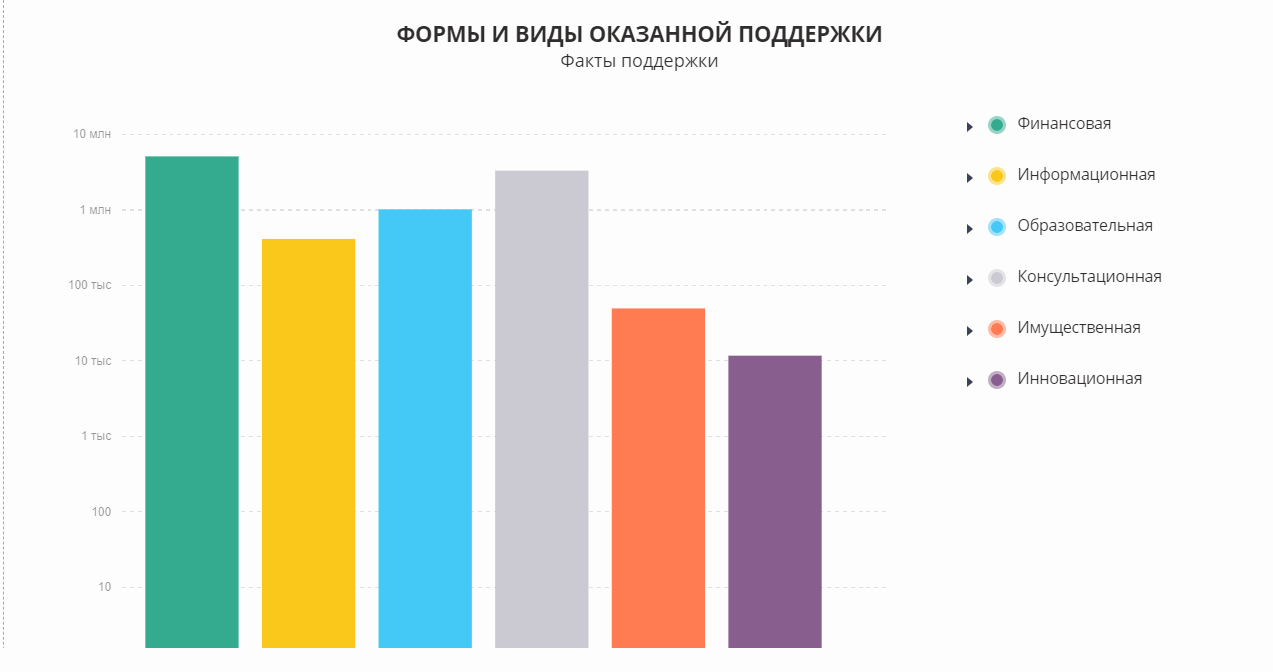 ФОРМЫ И ВИДЫ ОКАЗАННОЙ ПОДДЕРЖКИ
Факты поддержки
10 млн
1 млн
100 тыс
10 тыс
1 тыс
100
10
Финансовая
Информационная
Образовательная
Консультационная
Имущественная
Инновационная